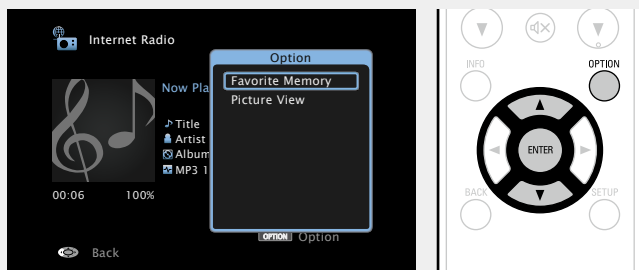 Internet Radio
Option
Favorite Memory
Picture View
Now Pla
Title
Artist
Album
MP3 1
00:06 100%
OPTION Option
Back
INFO OPTION
ENTER
BACK SETUP